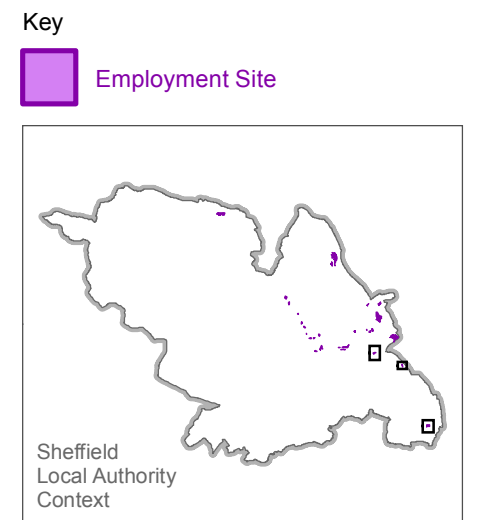 Key
Employment Site
Sheffield
Local Authority
Context